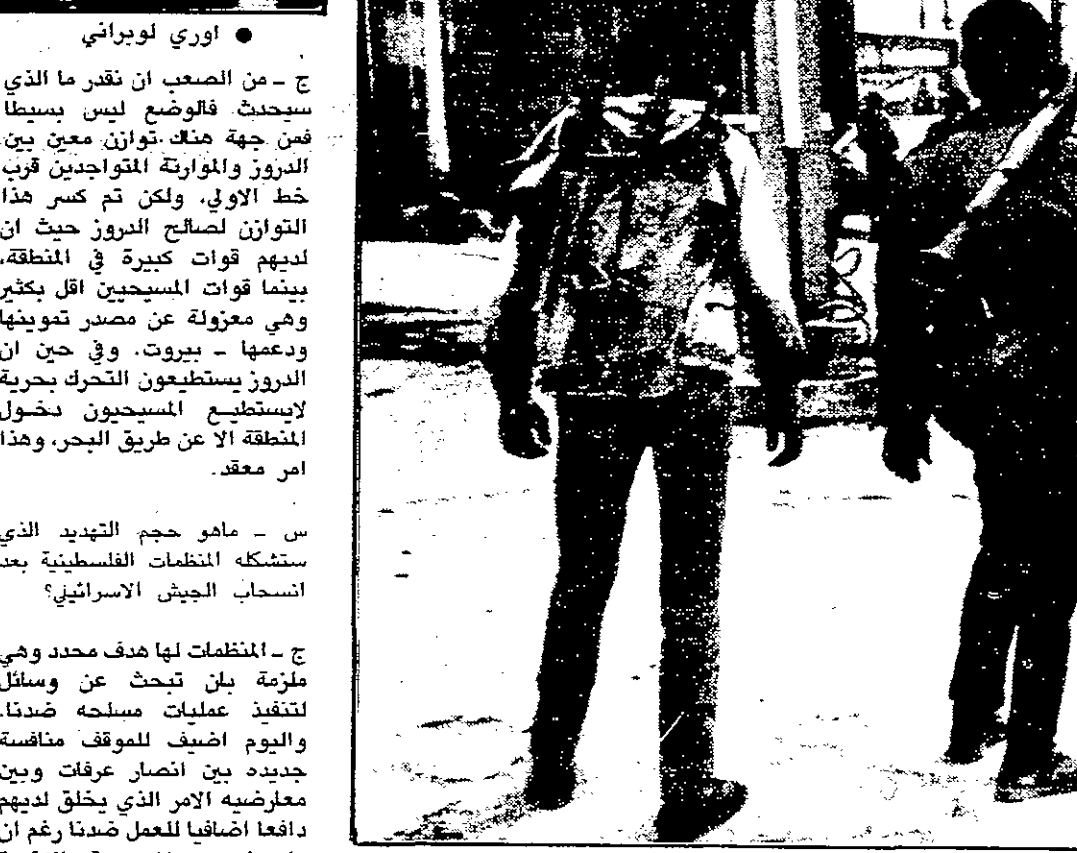 ● اوري لوبراني
ج ــ من الصعب ان نقدر ما الذي
سيحدث. فالوضع ليس بسيطا
فمن جهة هناك توازن معين بين
الدروز والموارنة المتواجدين قرب
خط الاولي، ولكن تم كسر هذا
التوازن لصالح الدروز حيث ان
لديهم قوات كبيرة في المنطقة،
بينما قوات المسيحيين اقل بكثير
وهي معزولة عن مصدر تموينها
ودعمها ــ بيروت. وفي حين ان
الدروز يستطيعون التحرك بحرية
لايستطيع المسيحيون دخول
المنطقة الا عن طريق البحر، وهذا
امر معقد.
س ــ ماهو حجم التهديد الذي
ستشكله المنظمات الفلسطينية بعد
انسحاب الجيش الاسرائيلي؟
ج ــ المنظمات لها هدف محدد وهي
ملزمة بان تبحث عن وسائل
لتنفيذ عمليات مسلحه ضدنا.
واليوم اضيف للموقف منافسة
جديده بين انصار عرفات وبين
معارضيه الامر الذي يخلق لديهم
دافعا اضافيا للعمل ضدنا رغم ان